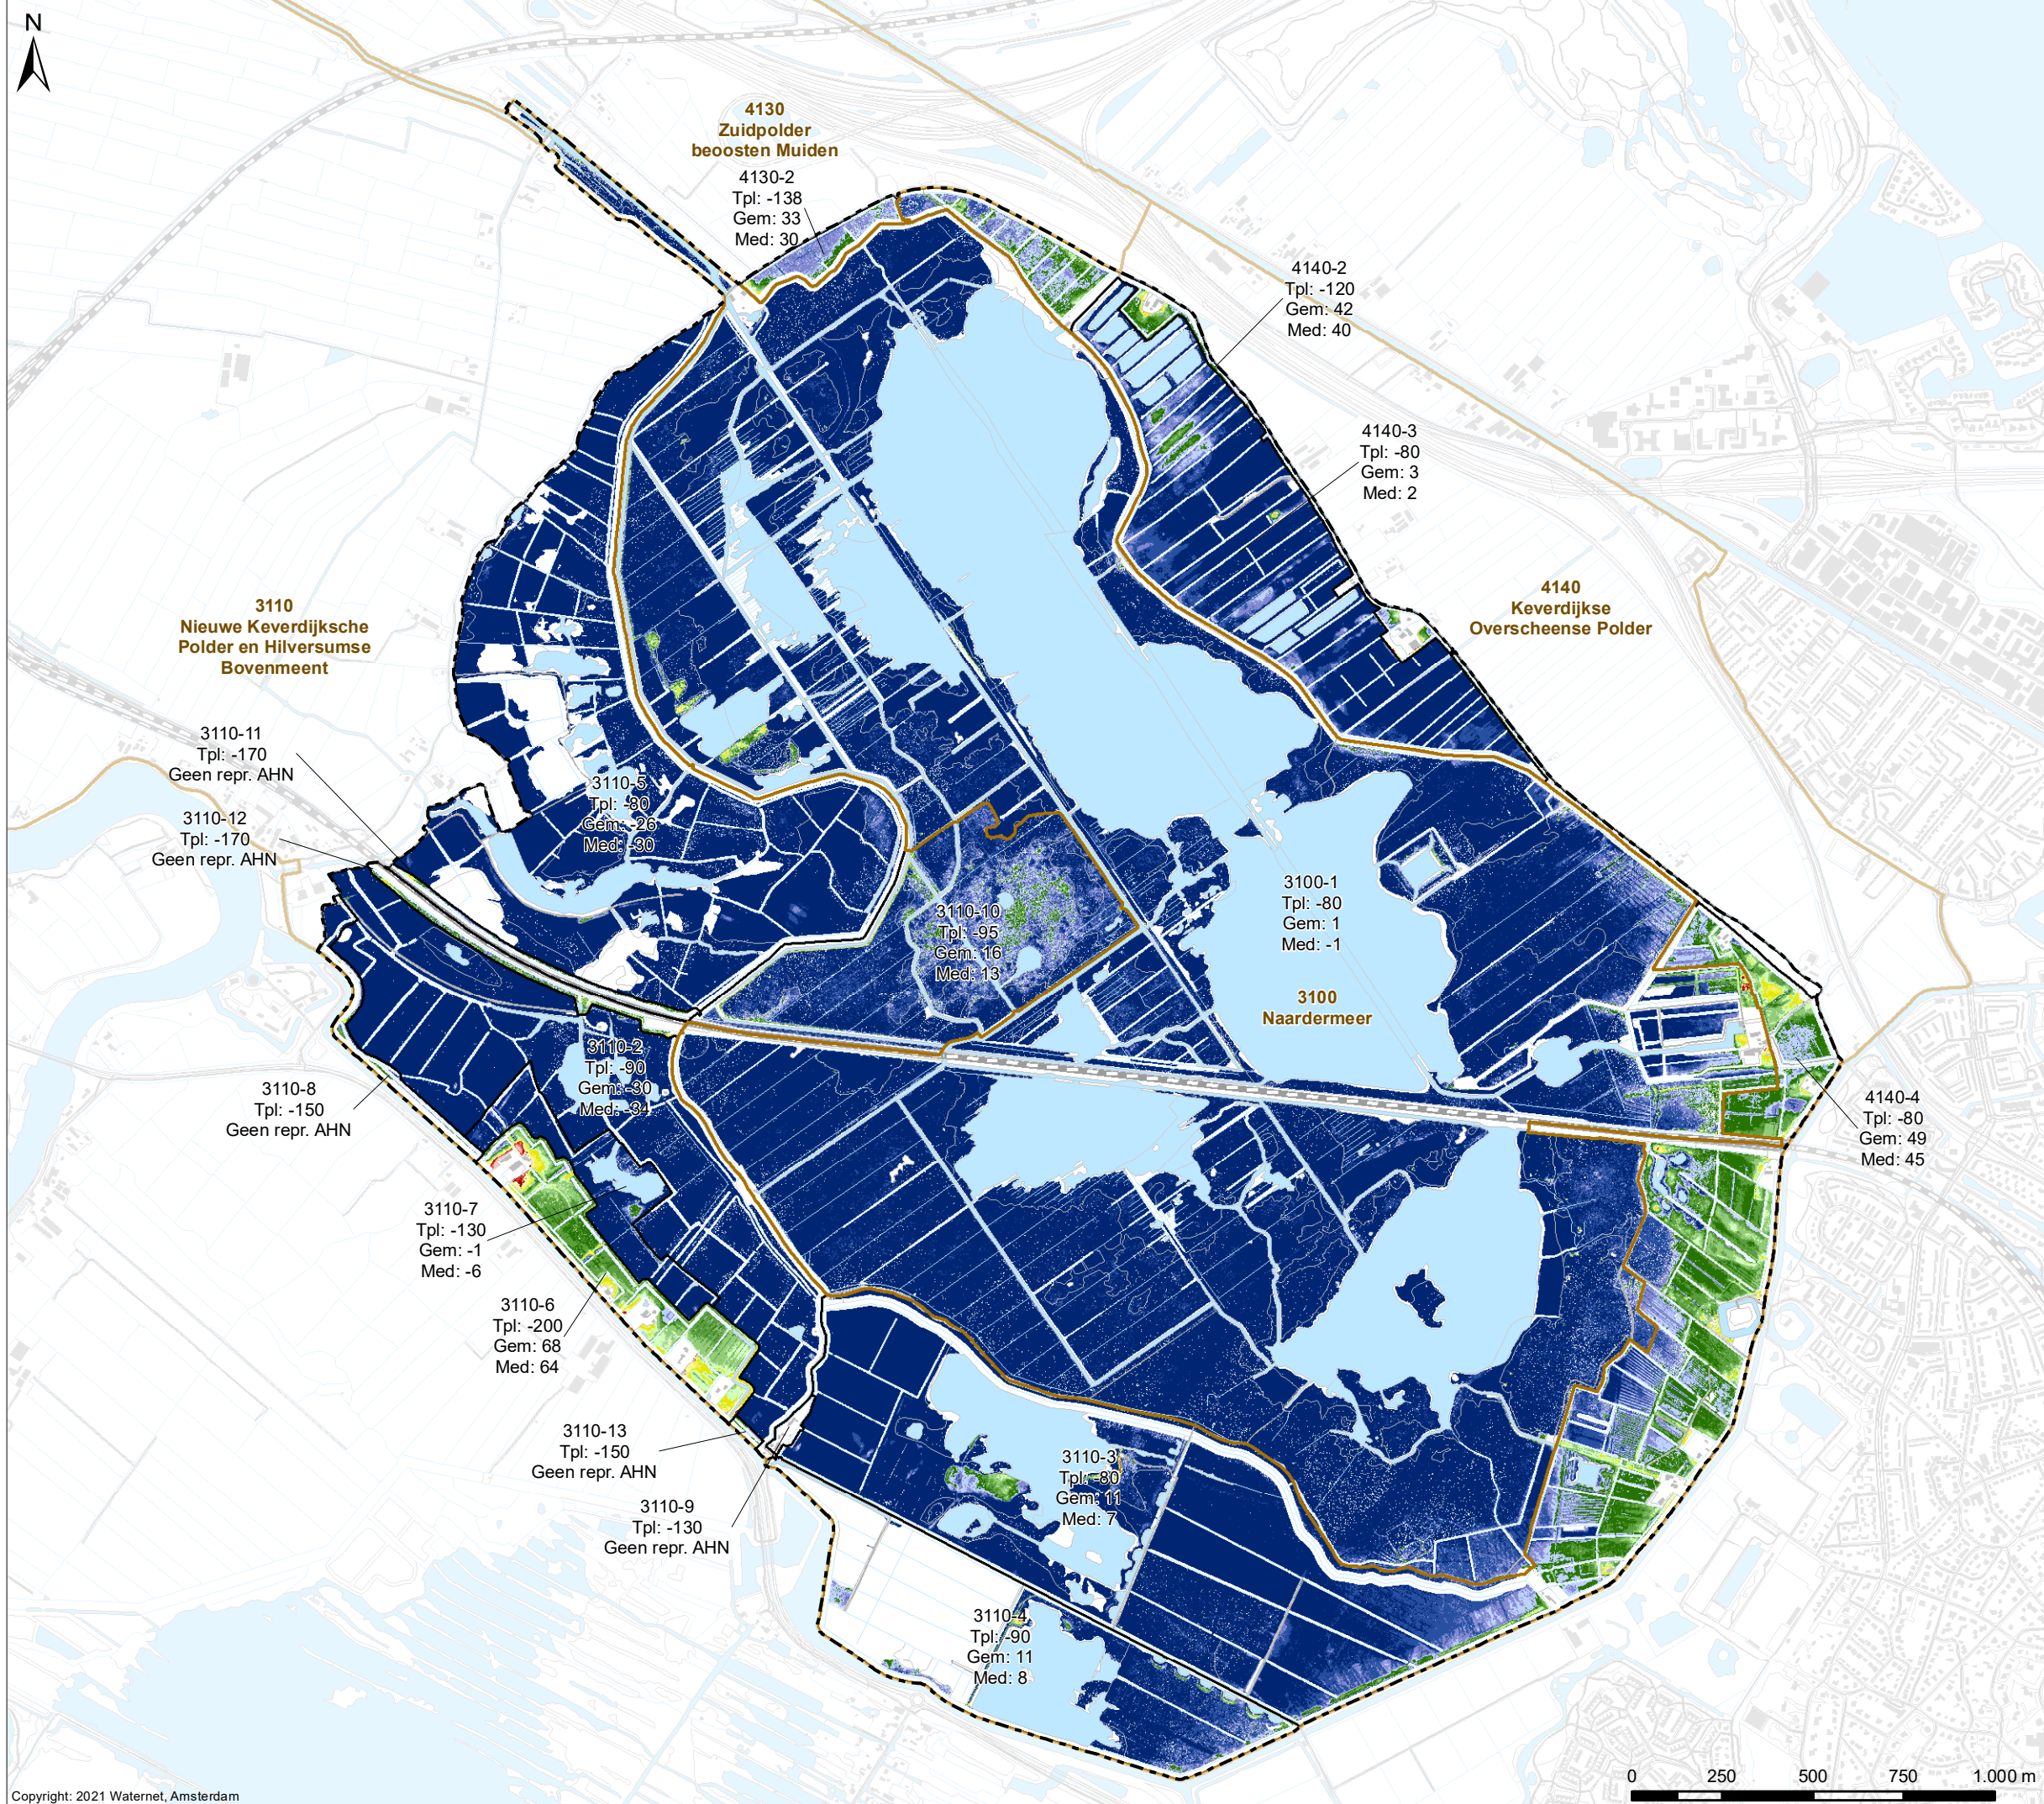 N
4130
Zuidpolder
beoosten Muiden
4130-2
Tpl: -138
Gem: 33
Med: 30
4140-2
Tpl: -120
Gem: 42
Med: 40
4140-3
Tpl: -80
Gem: 3
Med: 2
4140
Keverdijkse
Overscheense Polder
3110
Nieuwe Keverdijksche
Polder en Hilversumse
Bovenmeent
3110-11
Tpl: -170
Geen repr. AHN
3110-12
Tpl: -170
Geen repr. AHN
3110-5
Tpl: -80
Gem: -26
Med: -30
3110-10
Tpl: -95
Gem: 16
Med: 13
3100-1
Tpl: -80
Gem: 1
Med: -1
3100
Naardermeer
3110-2
Tpl: -90
Gem: -30
Med: -34
3110-8
Tpl: -150
Geen repr. AHN
4140-4
Tpl: -80
Gem: 49
Med: 45
3110-7
Tpl: -130
Gem: -1
Med: -6
3110-6
Tpl: -200
Gem: 68
Med: 64
3110-13
Tpl: -150
Geen repr. AHN
3110-3
Tpl: -80
Gem: 11
Med: 7
3110-9
Tpl: -130
Geen repr. AHN
3110-4
Tpl: -90
Gem: 11
Med: 8
0 250 500 750 1.000 m
Copyright: 2021 Waternet, Amsterdam